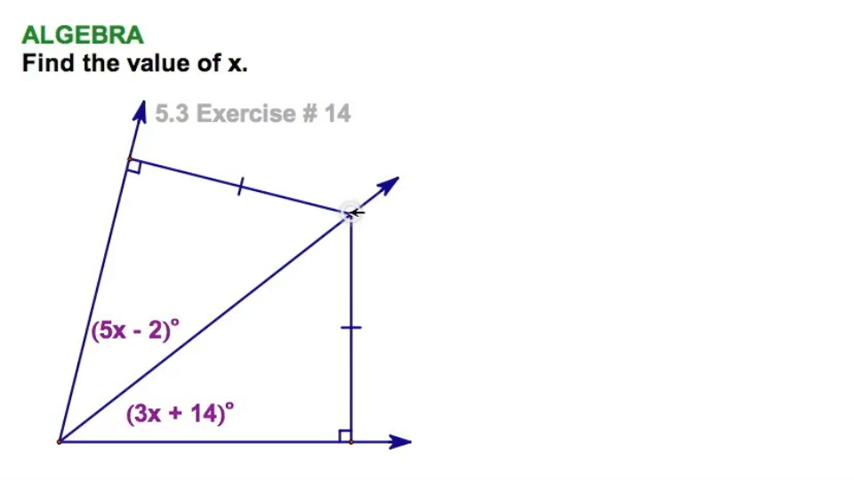 ALGEBRA
Find the value of x.
5.3 Exercise # 14
(5x - 2)°
(3x + 14)°